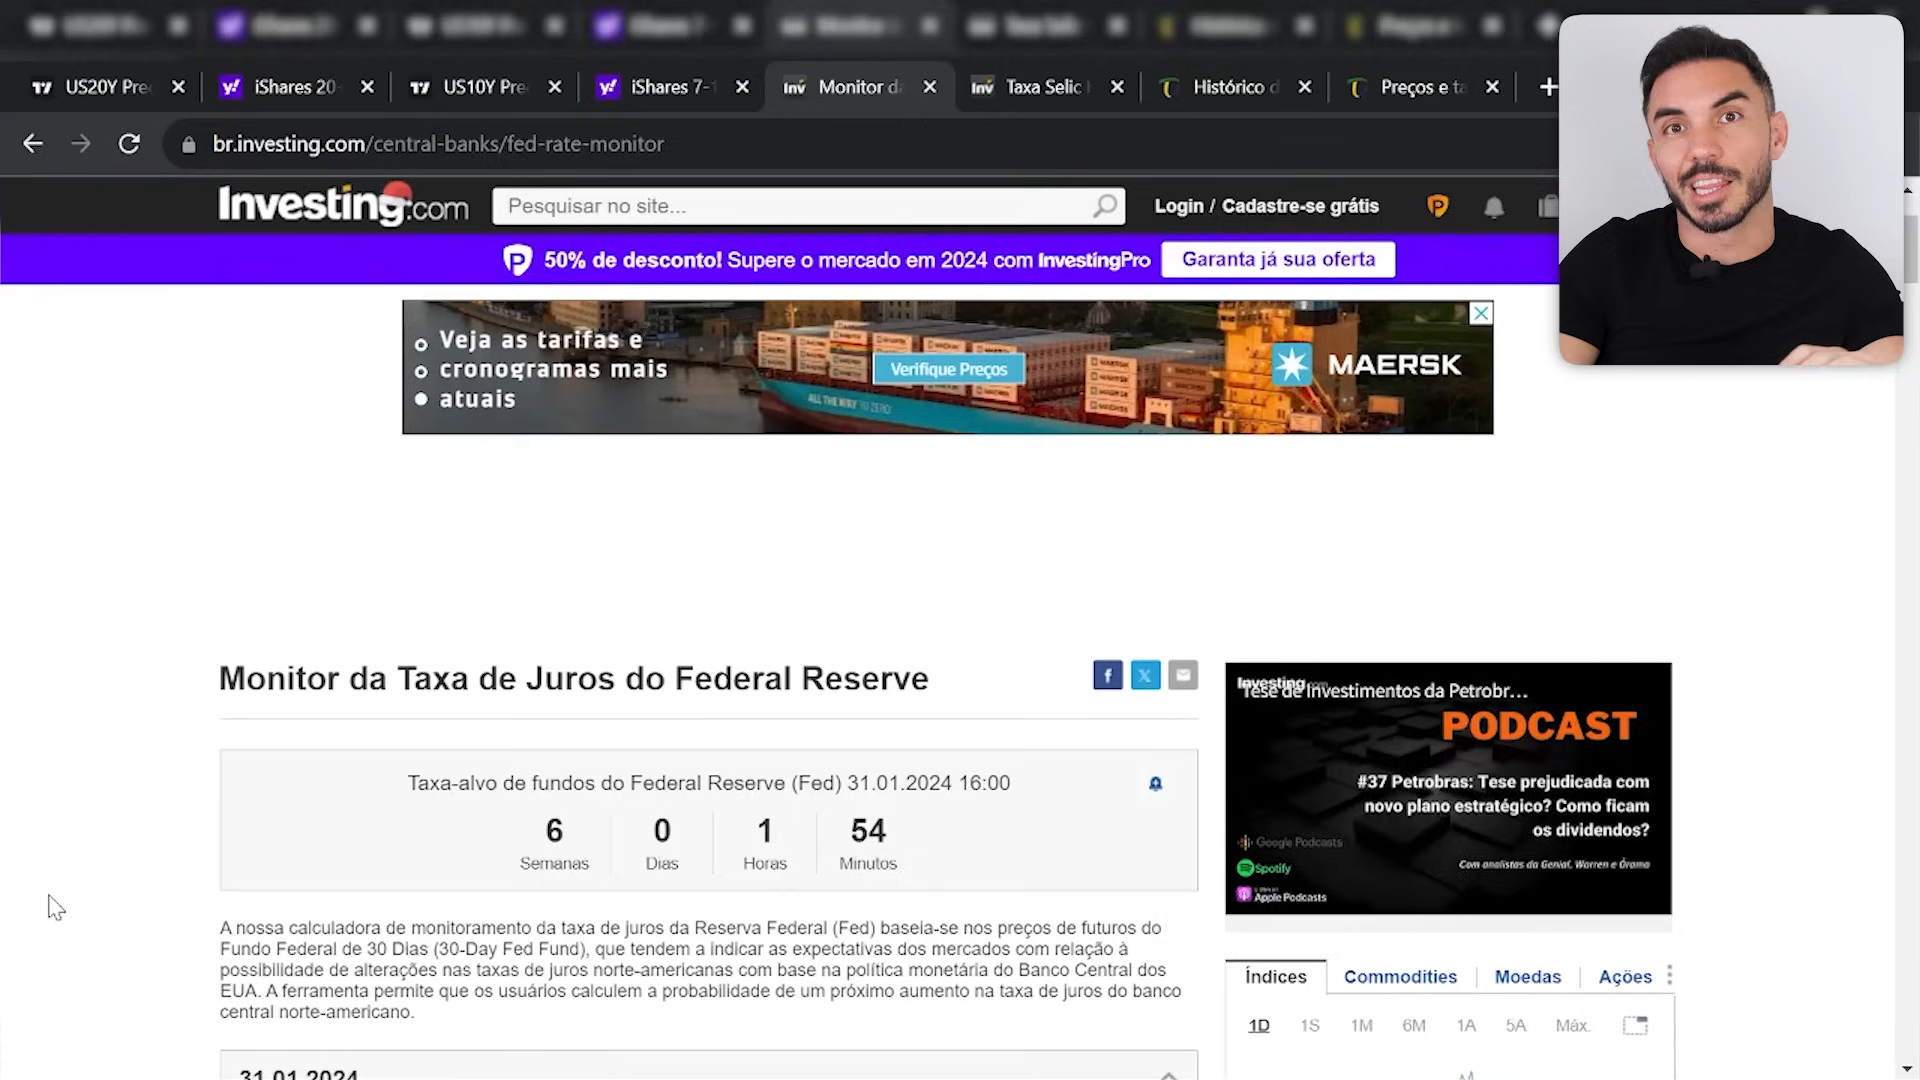 US20Y Pre
iShares 20-
US10Y Pre
iShares 7-1
Monitor da
Taxa Selic
Histórico d
Preços e ta
br.investing.com/central-banks/fed-rate-monitor
Investing.com
Pesquisar no site...
Login / Cadastre-se grátis
50% de desconto! Supere o mercado em 2024 com InvestingPro
Garanta já sua oferta
Veja as tarifas e
cronogramas mais
atuais
Verifique Preços
ALL THE WAY TO ZERO
MAERSK
Monitor da Taxa de Juros do Federal Reserve
Taxa-alvo de fundos do Federal Reserve (Fed) 31.01.2024 16:00
6 0 1 54
Semanas Dias Horas Minutos
A nossa calculadora de monitoramento da taxa de juros da Reserva Federal (Fed) baseia-se nos preços de futuros do
Fundo Federal de 30 Dias (30-Day Fed Fund), que tendem a indicar as expectativas dos mercados com relação à
possibilidade de alterações nas taxas de juros norte-americanas com base na política monetária do Banco Central dos
EUA. A ferramenta permite que os usuários calculem a probabilidade de um próximo aumento na taxa de juros do banco
central norte-americano.
31.01.2024
Investing.com
Tese de Investimentos da Petrobr...
PODCAST
#37 Petrobras: Tese prejudicada com
novo plano estratégico? Como ficam
os dividendos?
Google Podcasts
Spotify
Com analistas da Genial, Warren e Órama
Apple Podcasts
Índices Commodities Moedas Ações
1D 1S 1M 6M 1A 5A Máx.